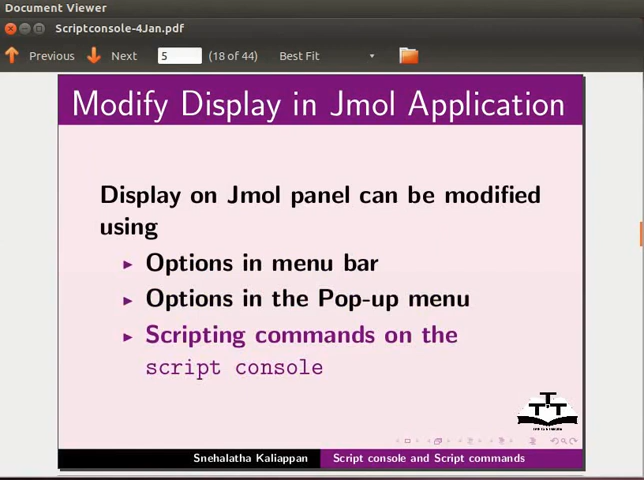 Document Viewer
Scriptconsole-4Jan.pdf
Previous Next 5 (18 of 44) Best Fit
Modify Display in Jmol Application
Display on Jmol panel can be modified
using
Options in menu bar
Options in the Pop-up menu
Scripting commands on the
script console
Snehalatha Kaliappan Script console and Script commands